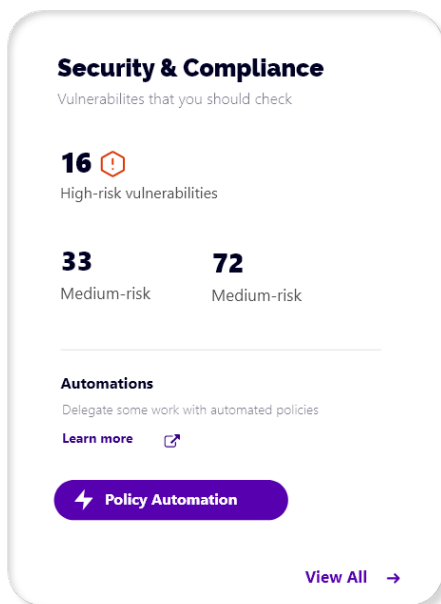 Security & Compliance
Vulnerabilites that you should check
16
High-risk vulnerabilities
33
Medium-risk
72
Medium-risk
Automations
Delegate some work with automated policies
Learn more
Policy Automation
View All